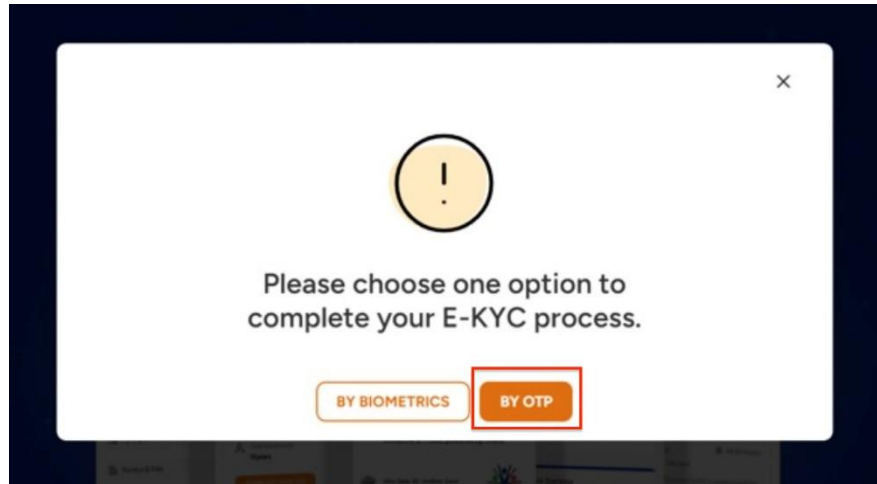 ×
!
Please choose one option to
complete your E-KYC process.
BY BIOMETRICS
BY OTP